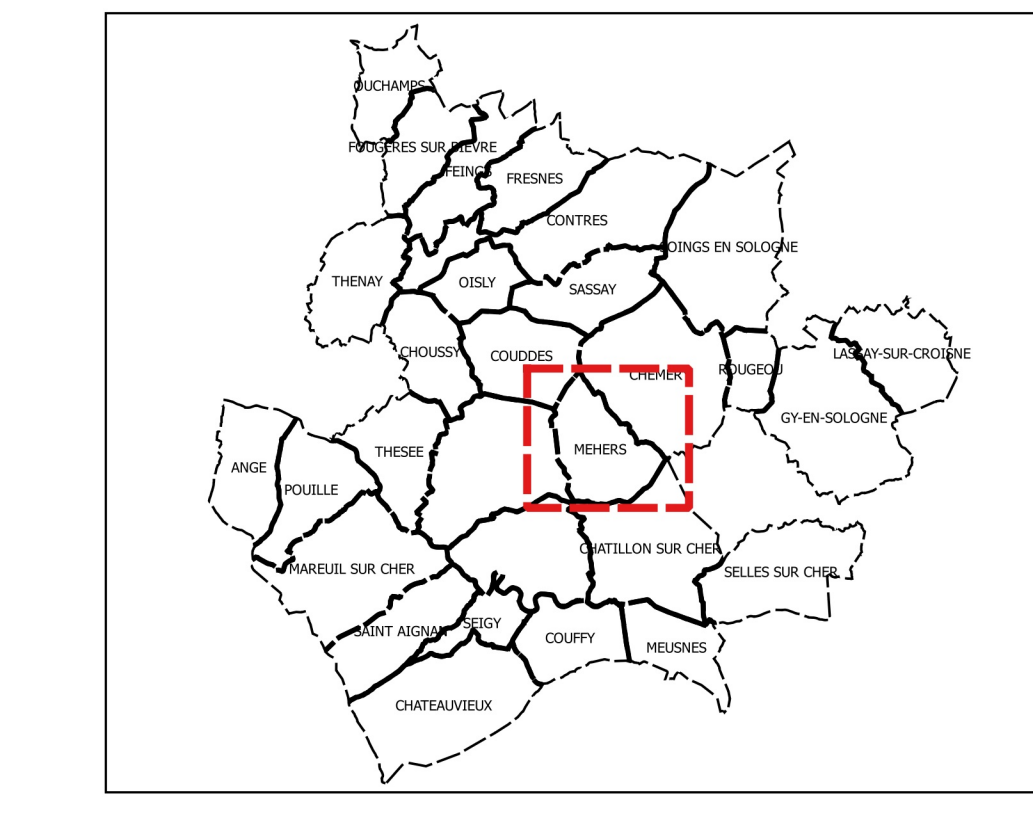 OUCHAMPS
FOUGERES SUR BIEVRE
FEINGS
FRESNES
CONTRES
SOINGS EN SOLOGNE
THENAY
OISLY
SASSAY
CHOUSSY
COUDDES
CHEMER
ROUGEOU
LASSAY-SUR-CROISNE
GY-EN-SOLOGNE
THESEE
MEHERS
ANGE
POUILLE
CHATILLON SUR CHER
MAREUIL SUR CHER
SELLES SUR CHER
SAINT AIGNAN
SEIGY
COUFFY
MEUSNES
CHATEAUVIEUX